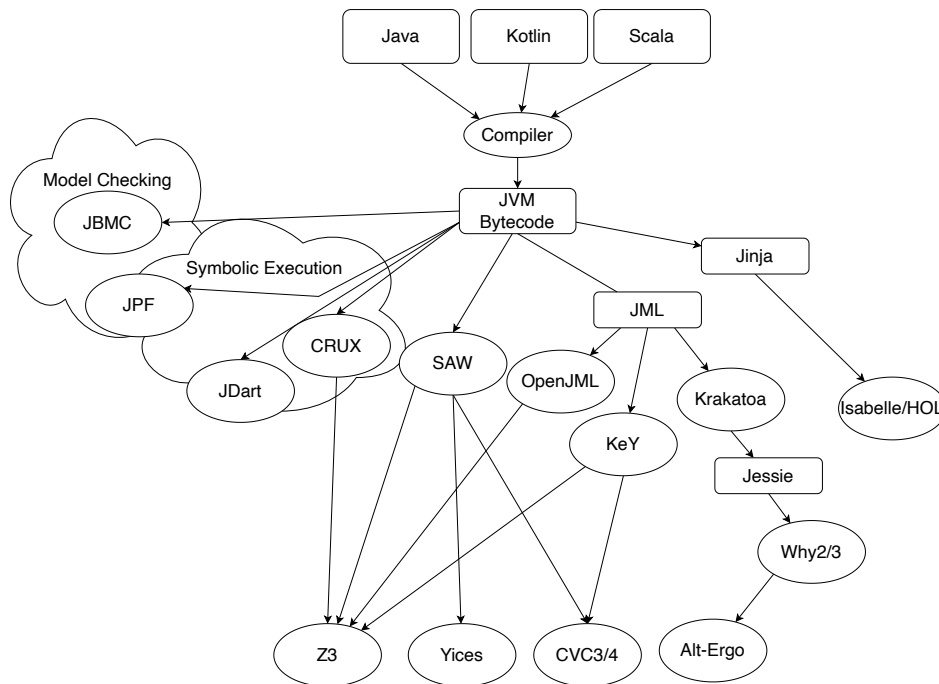 Java
Kotlin
Scala
Compiler
Model Checking
JBMC
JVM
Bytecode
Jinja
Symbolic Execution
JPF
JML
CRUX
SAW
OpenJML
JDart
Krakatoa
Isabelle/HOL
KeY
Jessie
Why2/3
Z3
Yices
CVC3/4
Alt-Ergo